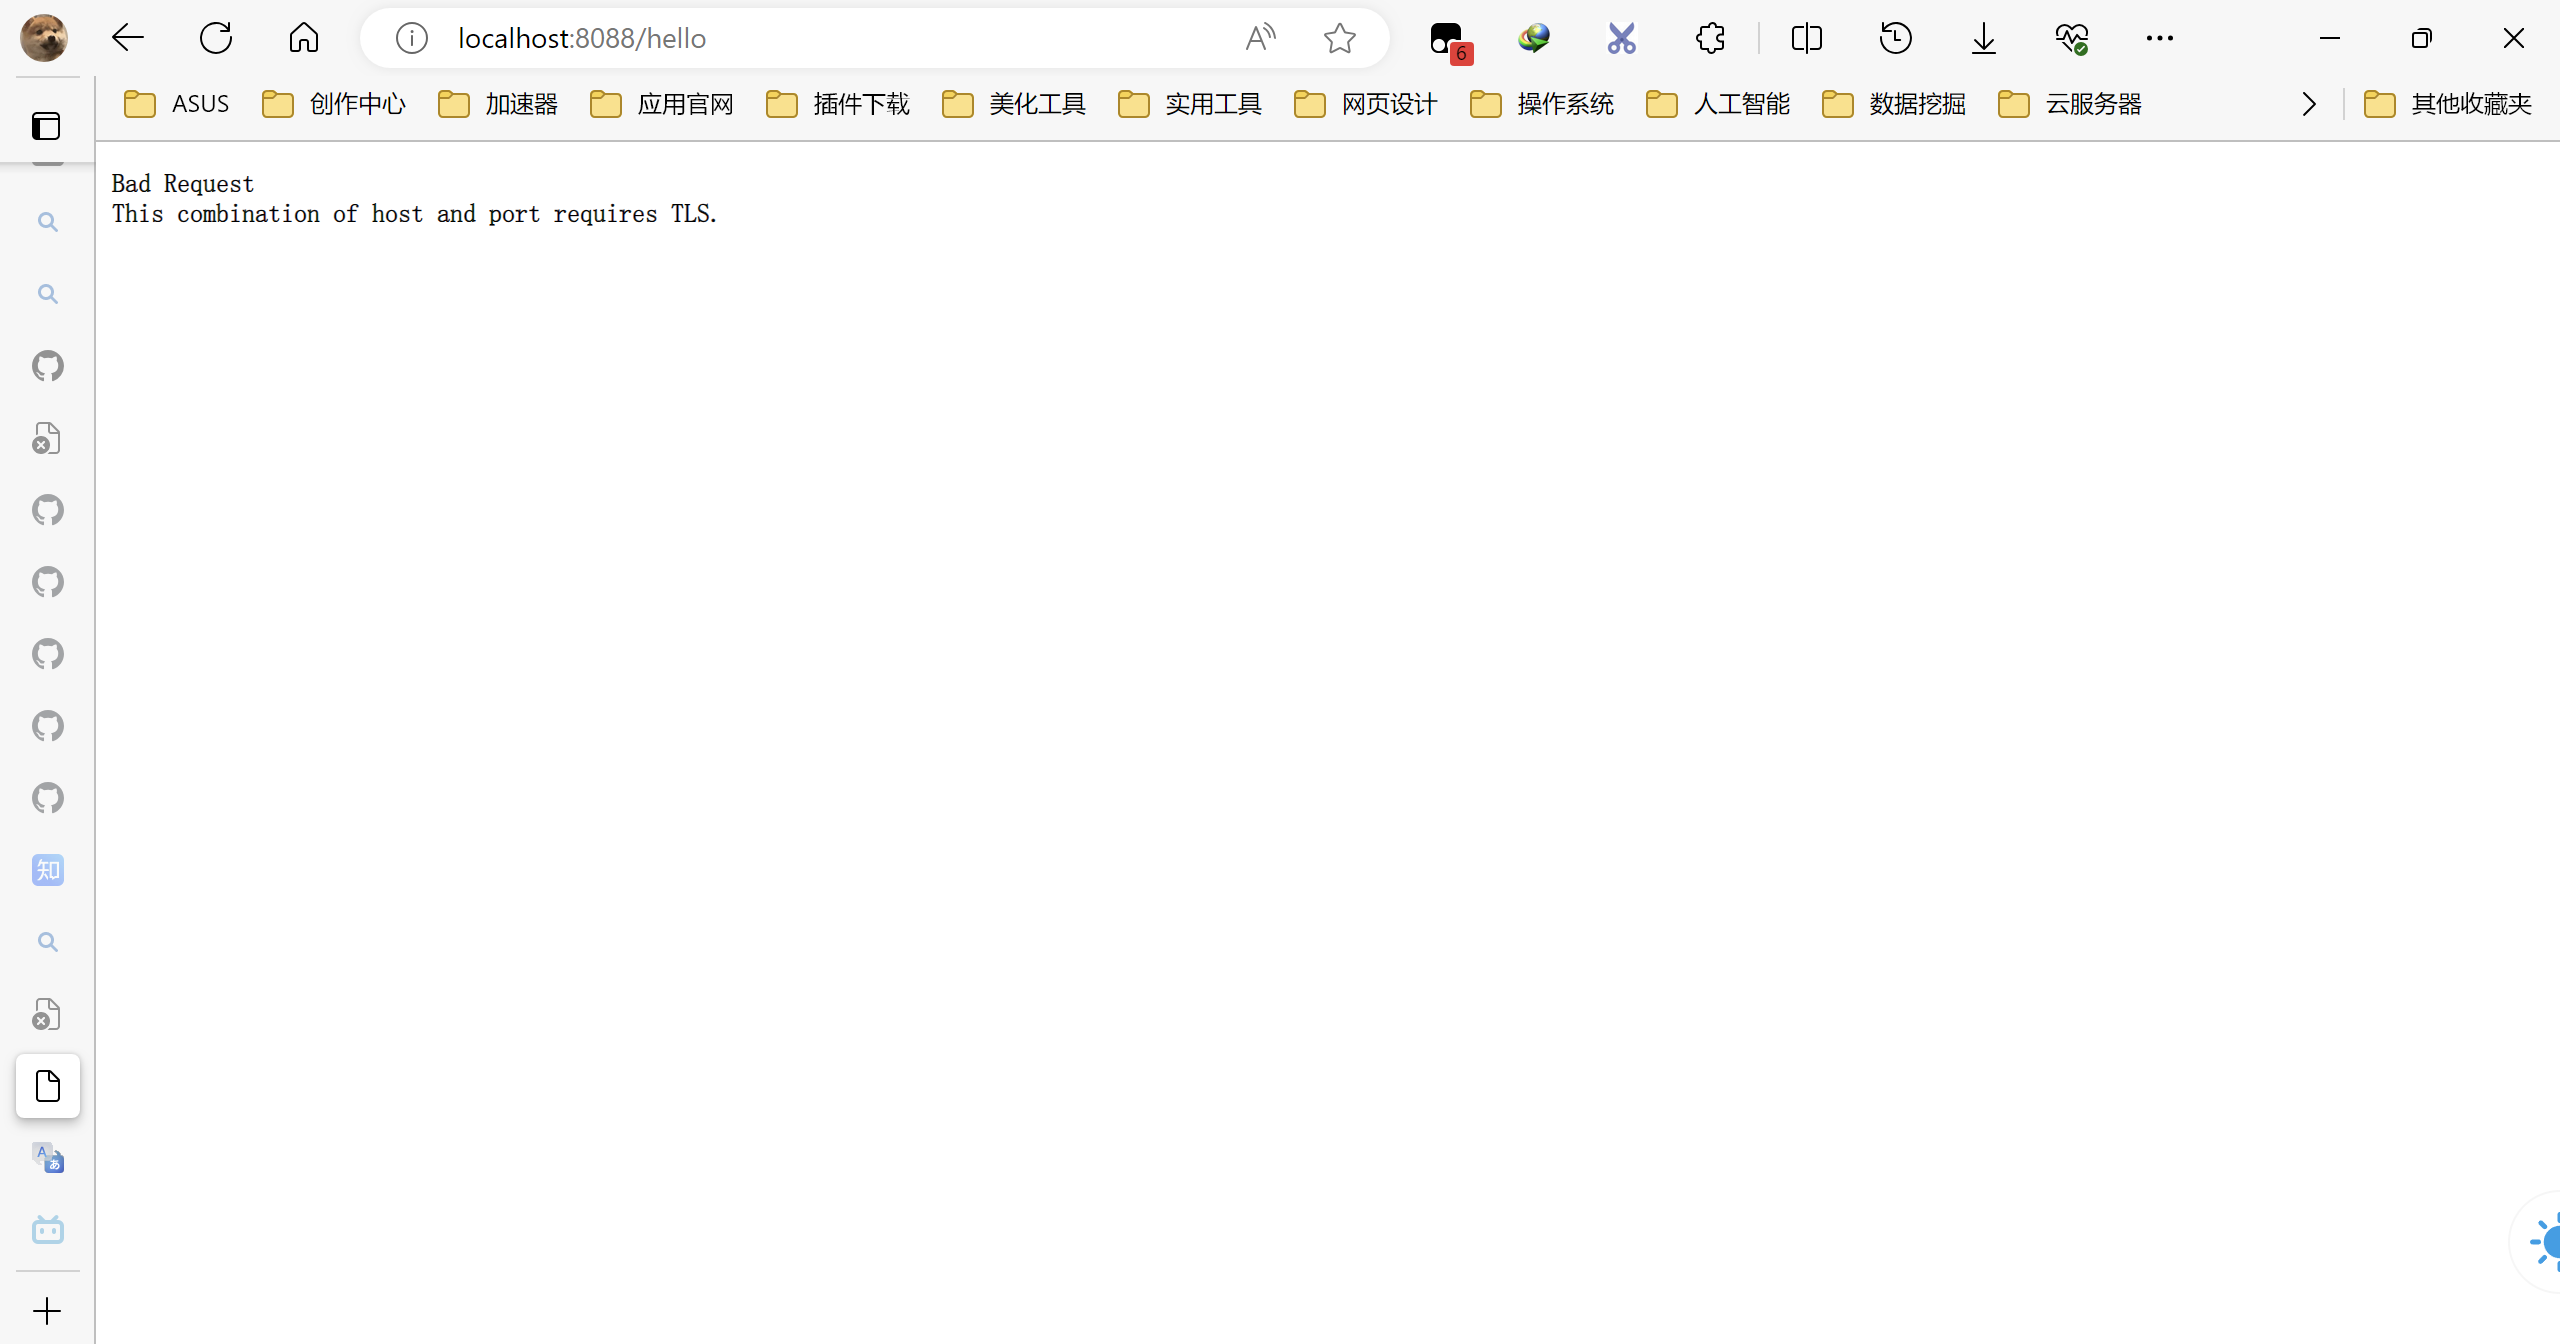 localhost:8088/hello
6
ASUS 创作中心 加速器 应用官网 插件下载 美化工具 实用工具 网页设计 操作系统 人工智能 数据挖掘 云服务器 其他收藏夹
Bad Request
This combination of host and port requires TLS.
知
A あ